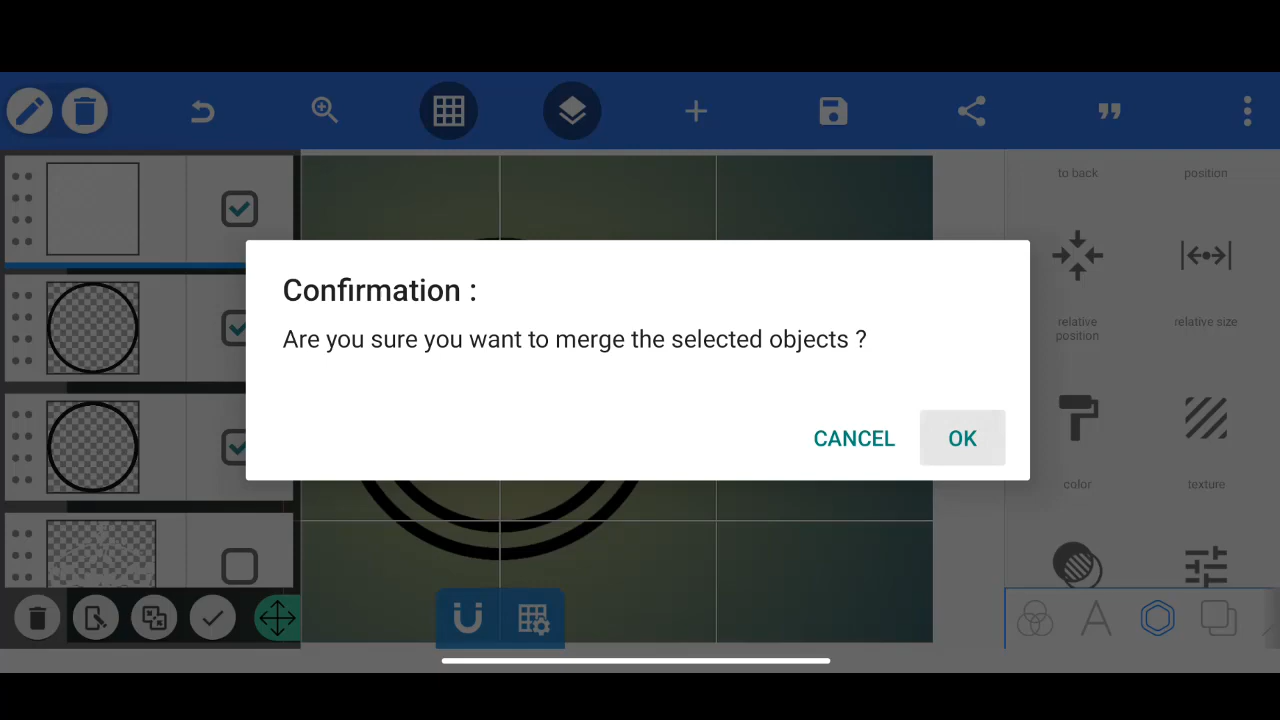 to back
position
Confirmation :
Are you sure you want to merge the selected objects ?
relative position
relative size
CANCEL
OK
color
texture